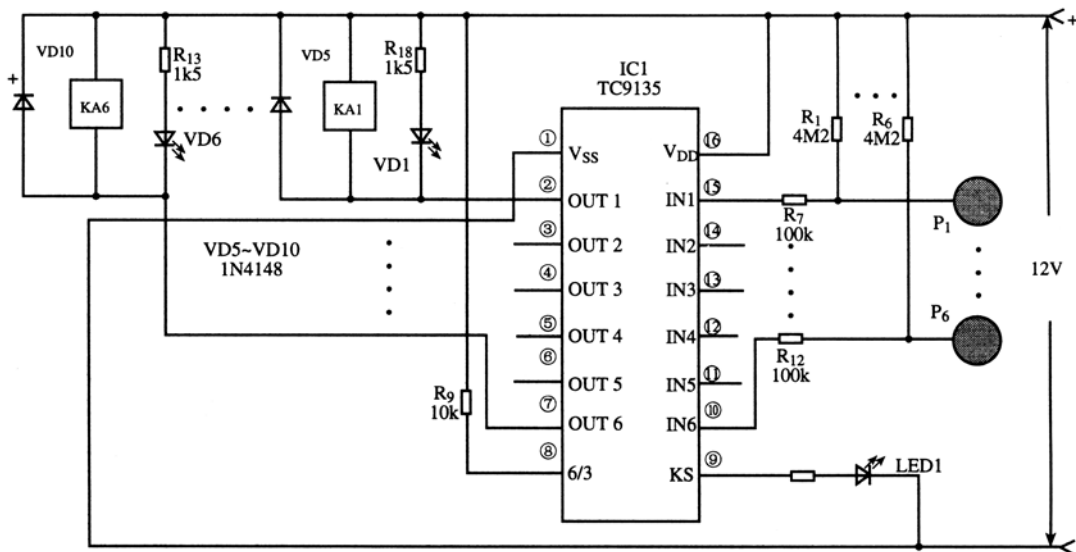 +
VD10
+
KA6
R13
1k5
VD6
VD5
KA1
R18
1k5
VD1
IC1
TC9135
R1
4M2
R6
4M2
① VSS VDD ⑯
② OUT 1 IN1 ⑮
③ OUT 2 IN2 ⑭
④ OUT 3 IN3 ⑬
⑤ OUT 4 IN4 ⑫
⑥ OUT 5 IN5 ⑪
⑦ OUT 6 IN6 ⑩
⑧ 6/3 KS ⑨
R7
100k
P1
VD5~VD10
1N4148
12V
P6
R12
100k
R9
10k
LED1